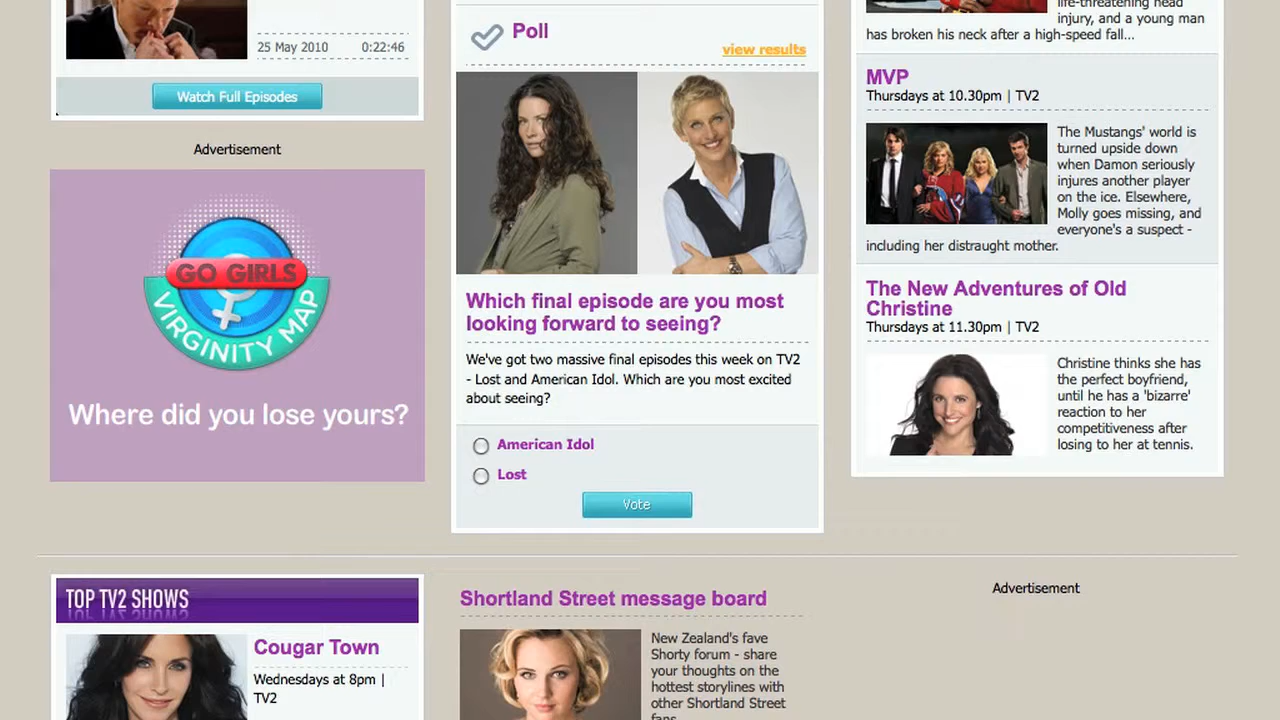 25 May 2010 0:22:46
Watch Full Episodes
Advertisement
GO GIRLS
VIRGINITY MAP
Where did you lose yours?
TOP TV2 SHOWS
Cougar Town
Wednesdays at 8pm |
TV2
Poll
view results
Which final episode are you most
looking forward to seeing?
We've got two massive final episodes this week on TV2
- Lost and American Idol. Which are you most excited
about seeing?
American Idol
Lost
Vote
Shortland Street message board
New Zealand's fave
Shorty forum - share
your thoughts on the
hottest storylines with
other Shortland Street
fans.
life-threatening head
injury, and a young man
has broken his neck after a high-speed fall...
MVP
Thursdays at 10.30pm | TV2
The Mustangs' world is
turned upside down
when Damon seriously
injures another player
on the ice. Elsewhere,
Molly goes missing, and
everyone's a suspect -
including her distraught mother.
The New Adventures of Old
Christine
Thursdays at 11.30pm | TV2
Christine thinks she has
the perfect boyfriend,
until he has a 'bizarre'
reaction to her
competitiveness after
losing to her at tennis.
Advertisement